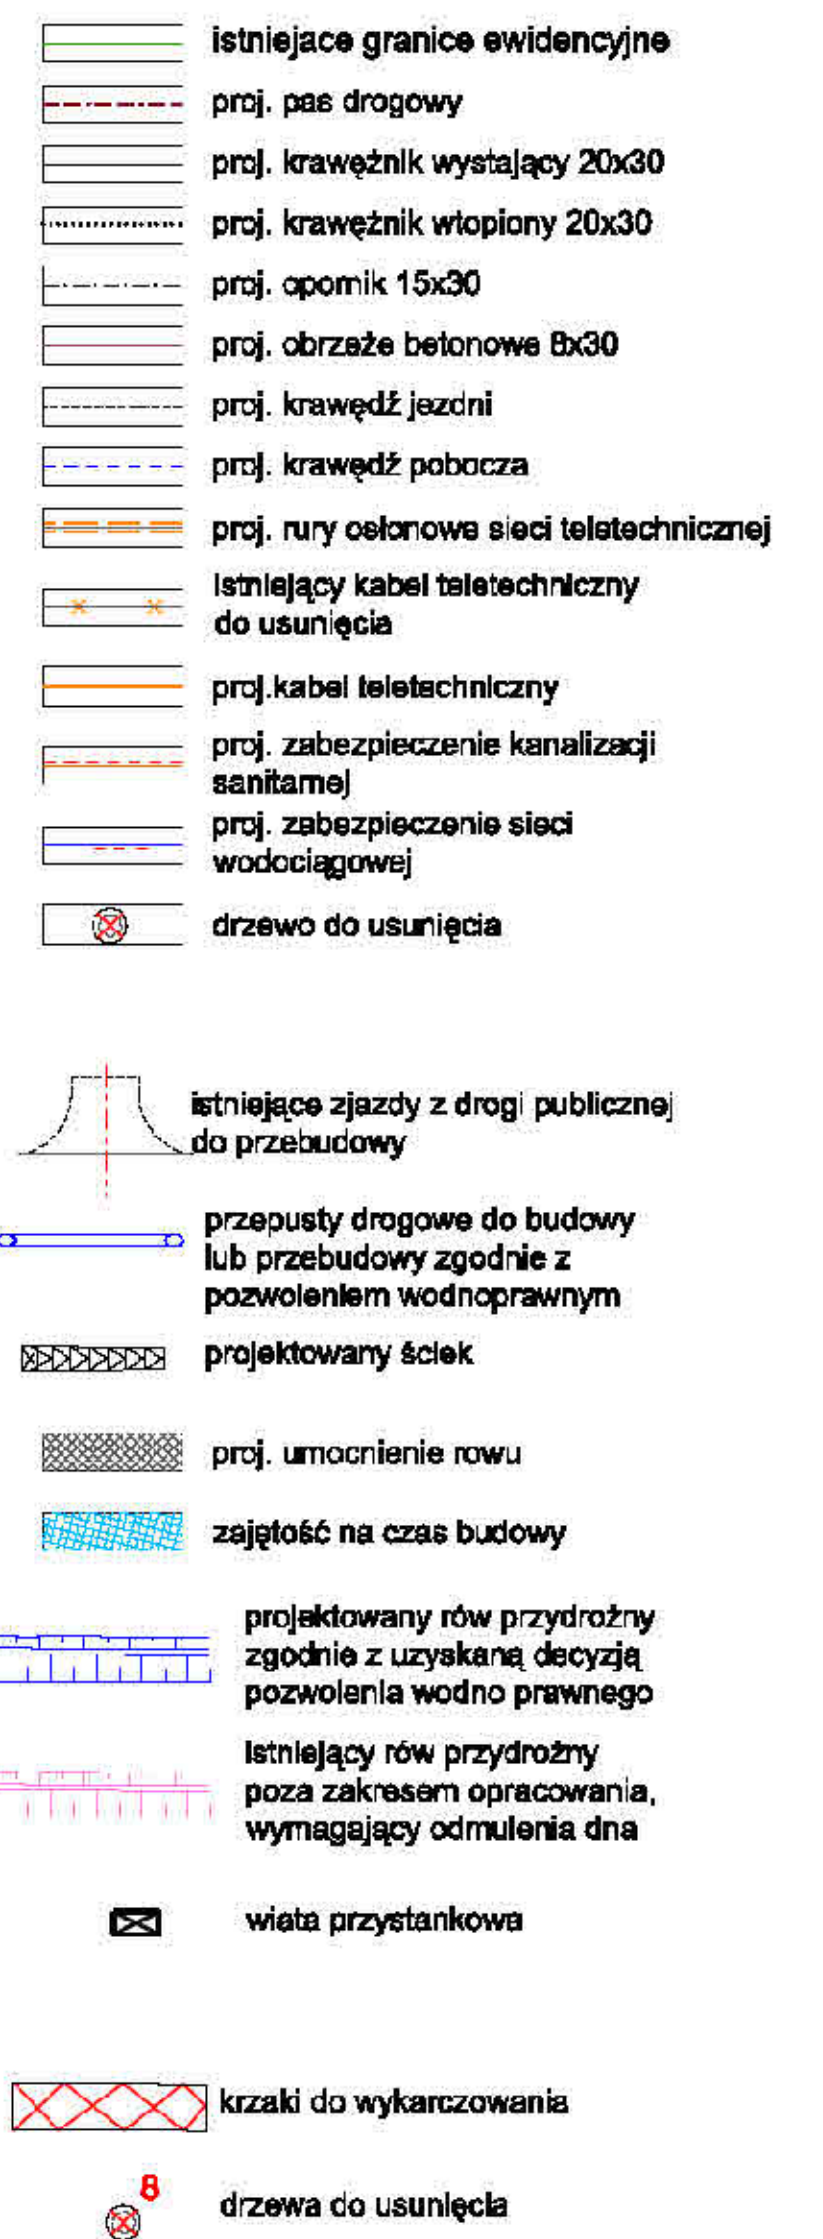 istniejace granice ewidencyjne
proj. pas drogowy
proj. krawężnik wystający 20x30
proj. krawężnik wtopiony 20x30
proj. opornik 15x30
proj. obrzeże betonowe 8x30
proj. krawędź jezdni
proj. krawędź pobocza
proj. rury osłonowe sieci teletechnicznej
istniejący kabel teletechniczny
do usunięcia
proj.kabel teletechniczny
proj. zabezpieczenie kanalizacji
sanitarnej
proj. zabezpieczenie sieci
wodociągowej
drzewo do usunięcia
istniejące zjazdy z drogi publicznej
do przebudowy
przepusty drogowe do budowy
lub przebudowy zgodnie z
pozwoleniem wodnoprawnym
projektowany ściek
proj. umocnienie rowu
zajętość na czas budowy
projektowany rów przydrożny
zgodnie z uzyskaną decyzją
pozwolenia wodno prawnego
istniejący rów przydrożny
poza zakresem opracowania,
wymagający odmulenia dna
wiata przystankowa
krzaki do wykarczowania
8
drzewa do usunięcia